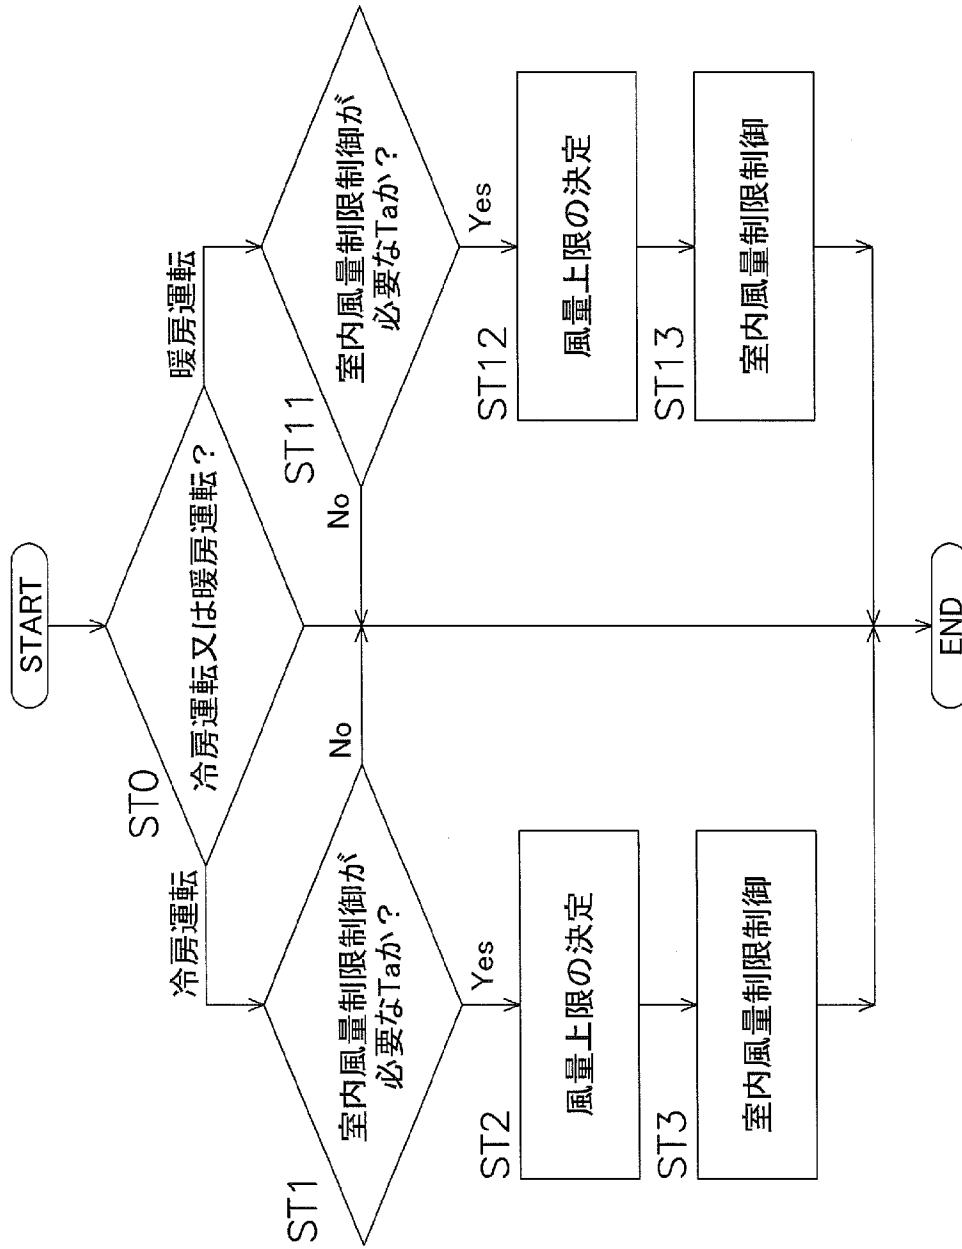 START
ST0
冷房運転又は暖房運転？
冷房運転
暖房運転
ST1
室内風量制限制御が
必要なTaか？
No
Yes
ST2
風量上限の決定
ST3
室内風量制限制御
ST11
室内風量制限制御が
必要なTaか？
No
Yes
ST12
風量上限の決定
ST13
室内風量制限制御
END